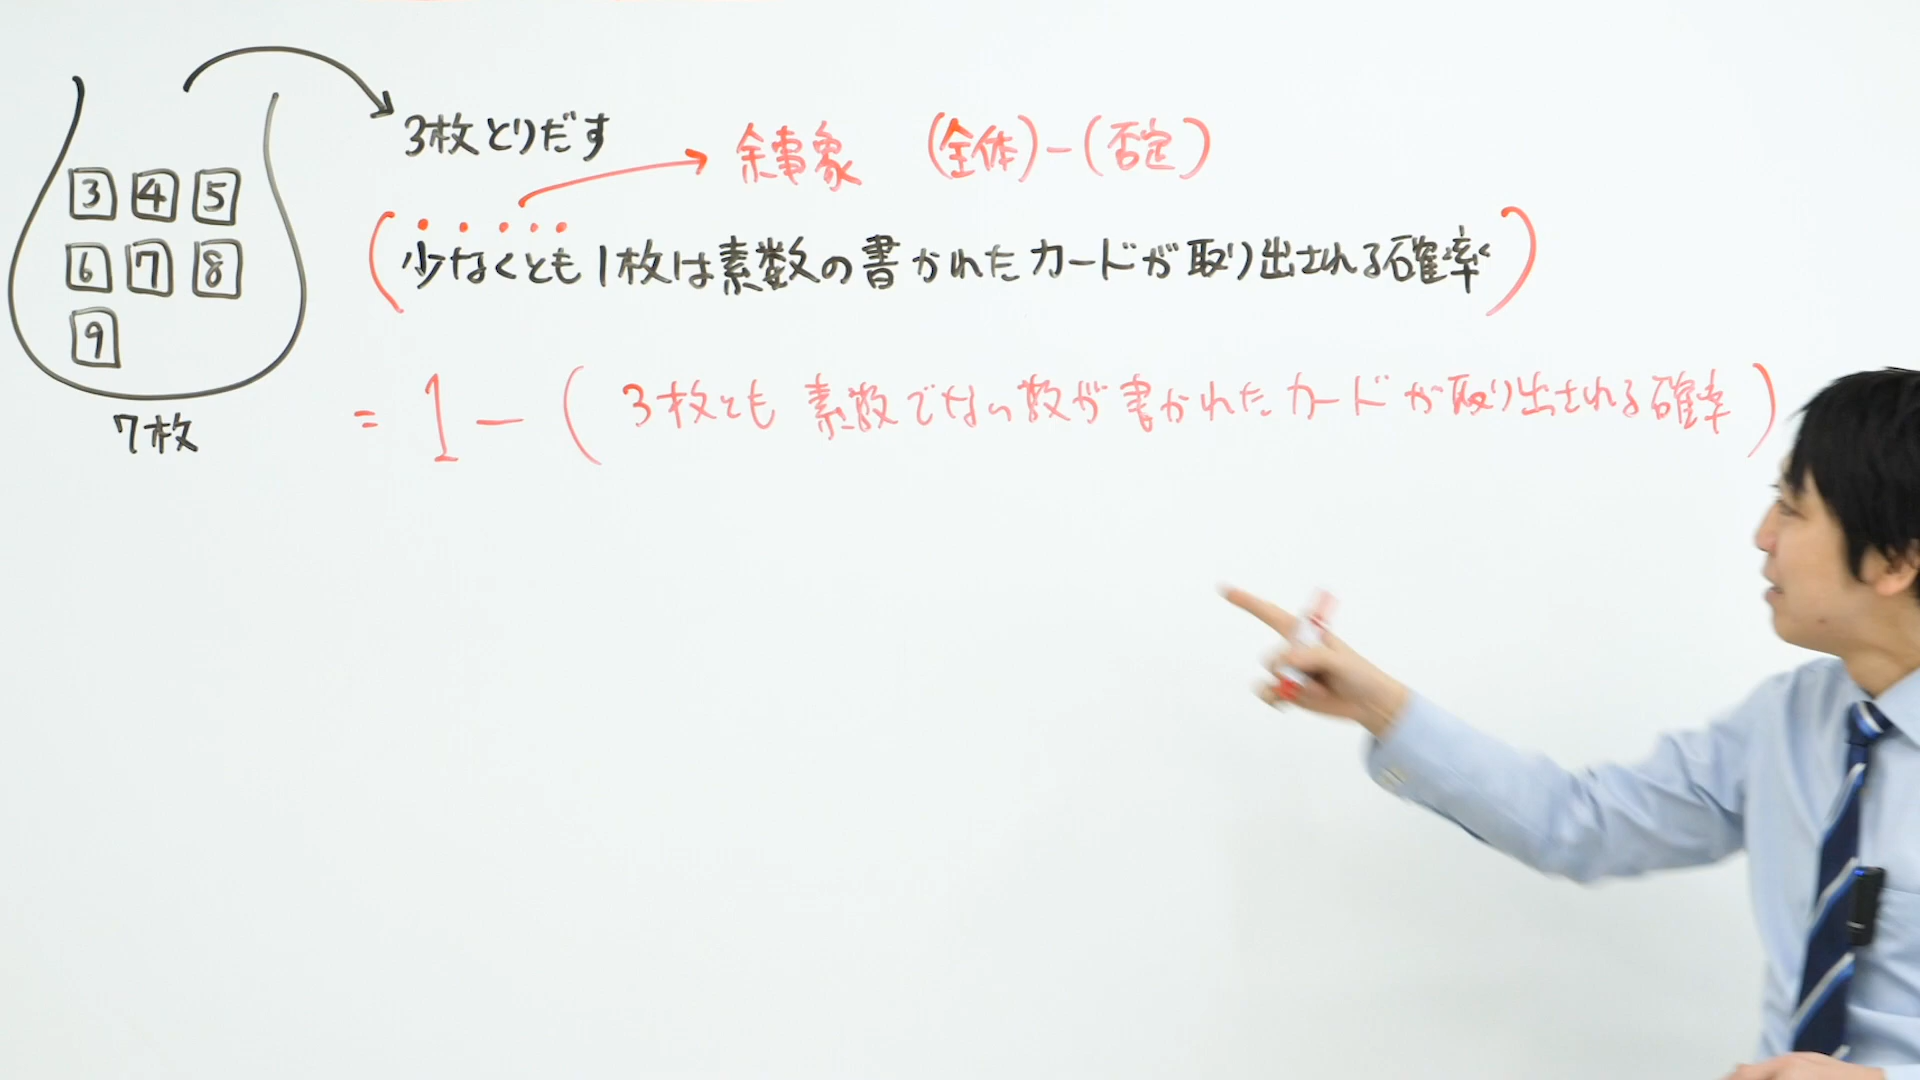 3枚とりだす
余事象 (全体)-(否定)
3 4 5
6 7 8
9
7枚
(少なくとも1枚は素数の書かれたカードが取り出される確率)
= 1 - (3枚とも素数でない数が書かれたカードが取り出される確率)